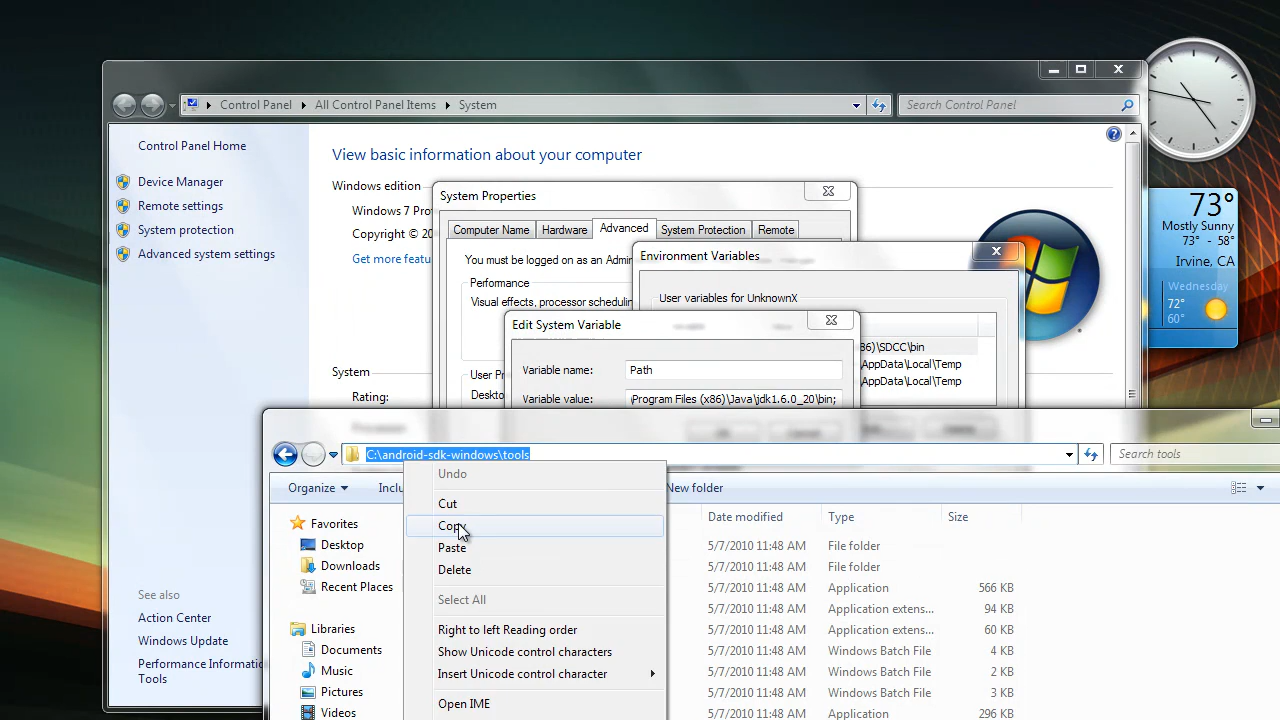 Control Panel
All Control Panel Items
System
Search Control Panel
Control Panel Home
Device Manager
Remote settings
System protection
Advanced system settings
See also
Action Center
Windows Update
Performance Informatio
Tools
View basic information about your computer
Windows edition
Windows 7 Pro
Copyright © 20
Get more featu
System
Rating:
System Properties
Computer Name
Hardware
Advanced
System Protection
Remote
You must be logged on as an Admin
Performance
Visual effects, processor schedulin
User Pr
Deskto
Environment Variables
User variables for UnknownX
86)\SDCC\bin
\AppData\Local\Temp
\AppData\Local\Temp
Edit System Variable
Variable name:
Path
Variable value:
\Program Files (x86)\Java\jdk1.6.0_20\bin;
73°
Mostly Sunny
73° - 58°
Irvine, CA
Wednesday
72°
60°
C:\android-sdk-windows\tools
Search tools
Organize
Inclu
New folder
Favorites
Desktop
Downloads
Recent Places
Libraries
Documents
Music
Pictures
Videos
Undo
Cut
Copy
Paste
Delete
Select All
Right to left Reading order
Show Unicode control characters
Insert Unicode control character
Open IME
Date modified Type Size
5/7/2010 11:48 AM File folder
5/7/2010 11:48 AM File folder
5/7/2010 11:48 AM Application 566 KB
5/7/2010 11:48 AM Application extens... 94 KB
5/7/2010 11:48 AM Application extens... 60 KB
5/7/2010 11:48 AM Windows Batch File 4 KB
5/7/2010 11:48 AM Windows Batch File 2 KB
5/7/2010 11:48 AM Windows Batch File 3 KB
5/7/2010 11:48 AM Application 296 KB